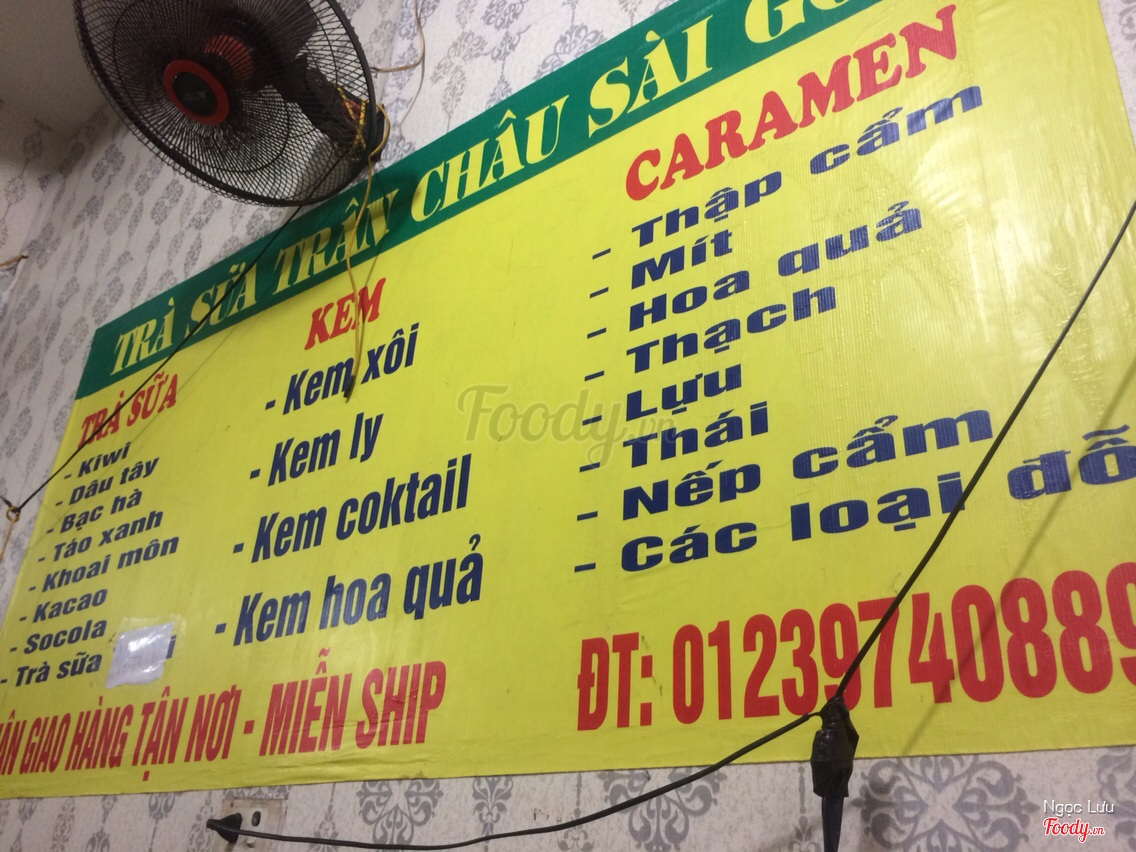 TRÀ SỮA TRÂN CHÂU SÀI
TRÀ SỮA
- Kiwi
- Dâu tây
- Bạc hà
- Táo xanh
- Khoai môn
- Kacao
- Socola
- Trà sữa
KEM
- Kem xôi
- Kem ly
- Kem coktail
- Kem hoa quả
CARAMEN
- Thập cẩm
- Mít
- Hoa quả
- Thạch
- Lựu
- Thái
- Nếp cẩm
- Các loại đỗ
GIAO HÀNG TẬN NƠI - MIỄN SHIP
ĐT: 01239740889
Foody.vn
Ngọc Lưu
Foody.vn